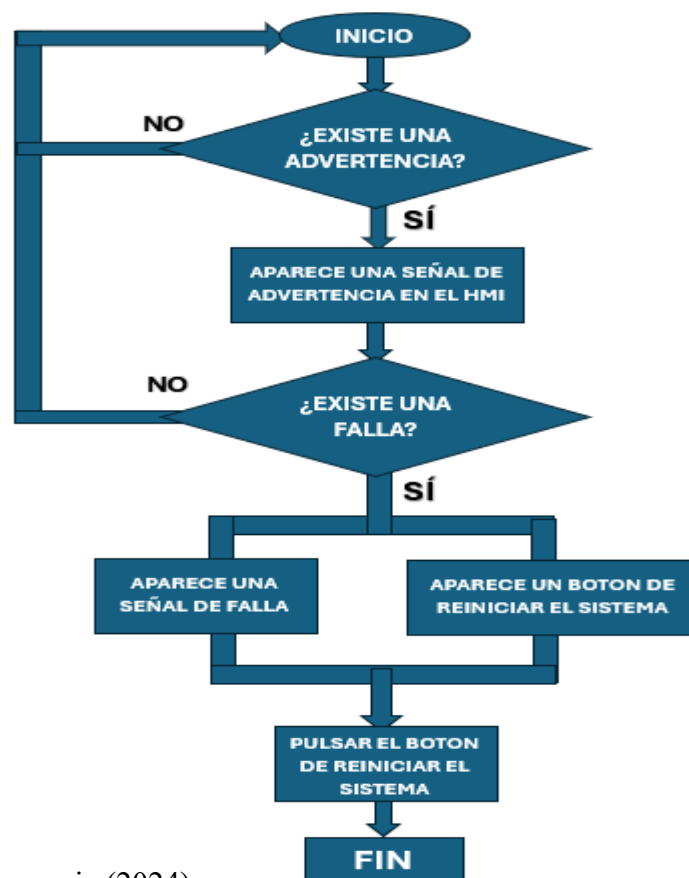 INICIO
NO
¿EXISTE UNA
ADVERTENCIA?
SÍ
APARECE UNA SEÑAL DE
ADVERTENCIA EN EL HMI
NO
¿EXISTE UNA
FALLA?
SÍ
APARECE UNA
SEÑAL DE FALLA
APARECE UN BOTON DE
REINICIAR EL SISTEMA
PULSAR EL BOTON
DE REINICIAR EL
SISTEMA
FIN
(2024)